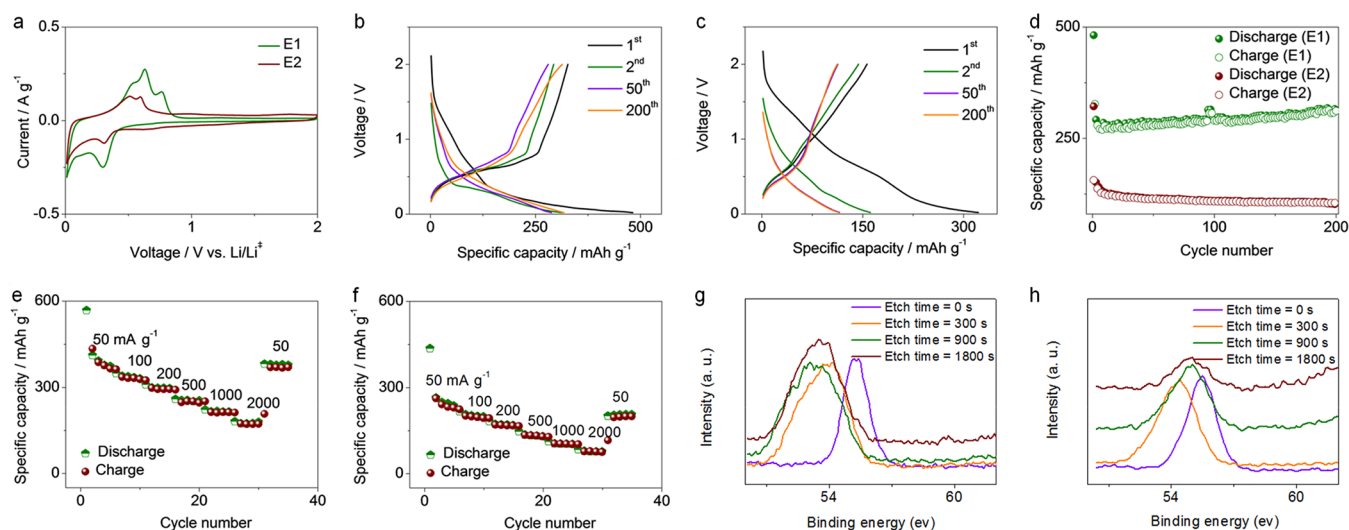 a
0.5
0.0
-0.5
Current / A g-1
E1
E2
1
2
Voltage / V vs. Li/Li‡
b
3
2
1
0
Voltage / V
1st
2nd
50th
200th
0
250
500
Specific capacity / mAh g-1
c
3
2
1
0
Voltage / V
1st
2nd
50th
200th
0
150
300
Specific capacity / mAh g-1
d
500
250
Specific capacity / mAh g-1
Discharge (E1)
Charge (E1)
Discharge (E2)
Charge (E2)
0
100
200
Cycle number
e
600
300
0
Specific capacity / mAh g-1
50 mA g-1
100
200
500
1000
2000
50
Discharge
Charge
0
20
40
Cycle number
f
600
300
0
Specific capacity / mAh g-1
50 mA g-1
100
200
500
1000
2000
50
Discharge
Charge
0
20
40
Cycle number
g
Intensity (a. u.)
Etch time = 0 s
Etch time = 300 s
Etch time = 900 s
Etch time = 1800 s
54
60
Binding energy (ev)
h
Intensity (a. u.)
Etch time = 0 s
Etch time = 300 s
Etch time = 900 s
Etch time = 1800 s
54
60
Binding energy (ev)